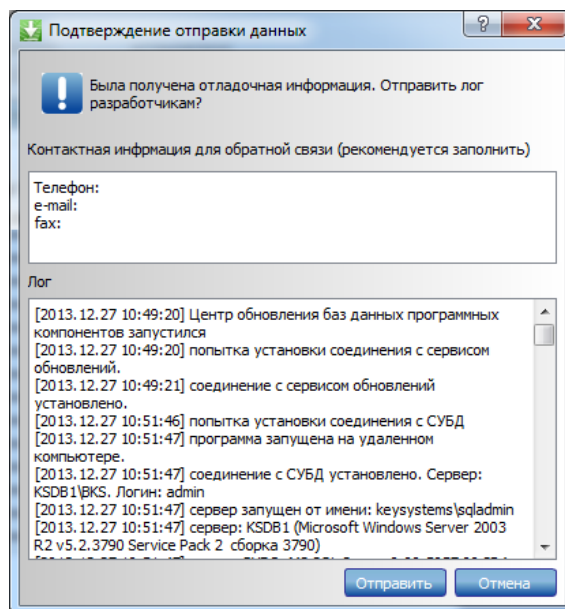 Подтверждение отправки данных
Была получена отладочная информация. Отправить лог
разработчикам?
Контактная инфрмация для обратной связи (рекомендуется заполнить)
Телефон:
e-mail:
fax:
Лог
[2013.12.27 10:49:20] Центр обновления баз данных программных
компонентов запустился
[2013.12.27 10:49:20] попытка установки соединения с сервисом
обновлений.
[2013.12.27 10:49:21] соединение с сервисом обновлений
установлено.
[2013.12.27 10:51:46] попытка установки соединения с СУБД
[2013.12.27 10:51:47] программа запущена на удаленном
компьютере.
[2013.12.27 10:51:47] соединение с СУБД установлено. Сервер:
KSDB1\BKS. Логин: admin
[2013.12.27 10:51:47] сервер запущен от имени: keysystems\sqladmin
[2013.12.27 10:51:47] сервер: KSDB1 (Microsoft Windows Server 2003
R2 v5.2.3790 Service Pack 2 сборка 3790)
Отправить
Отмена